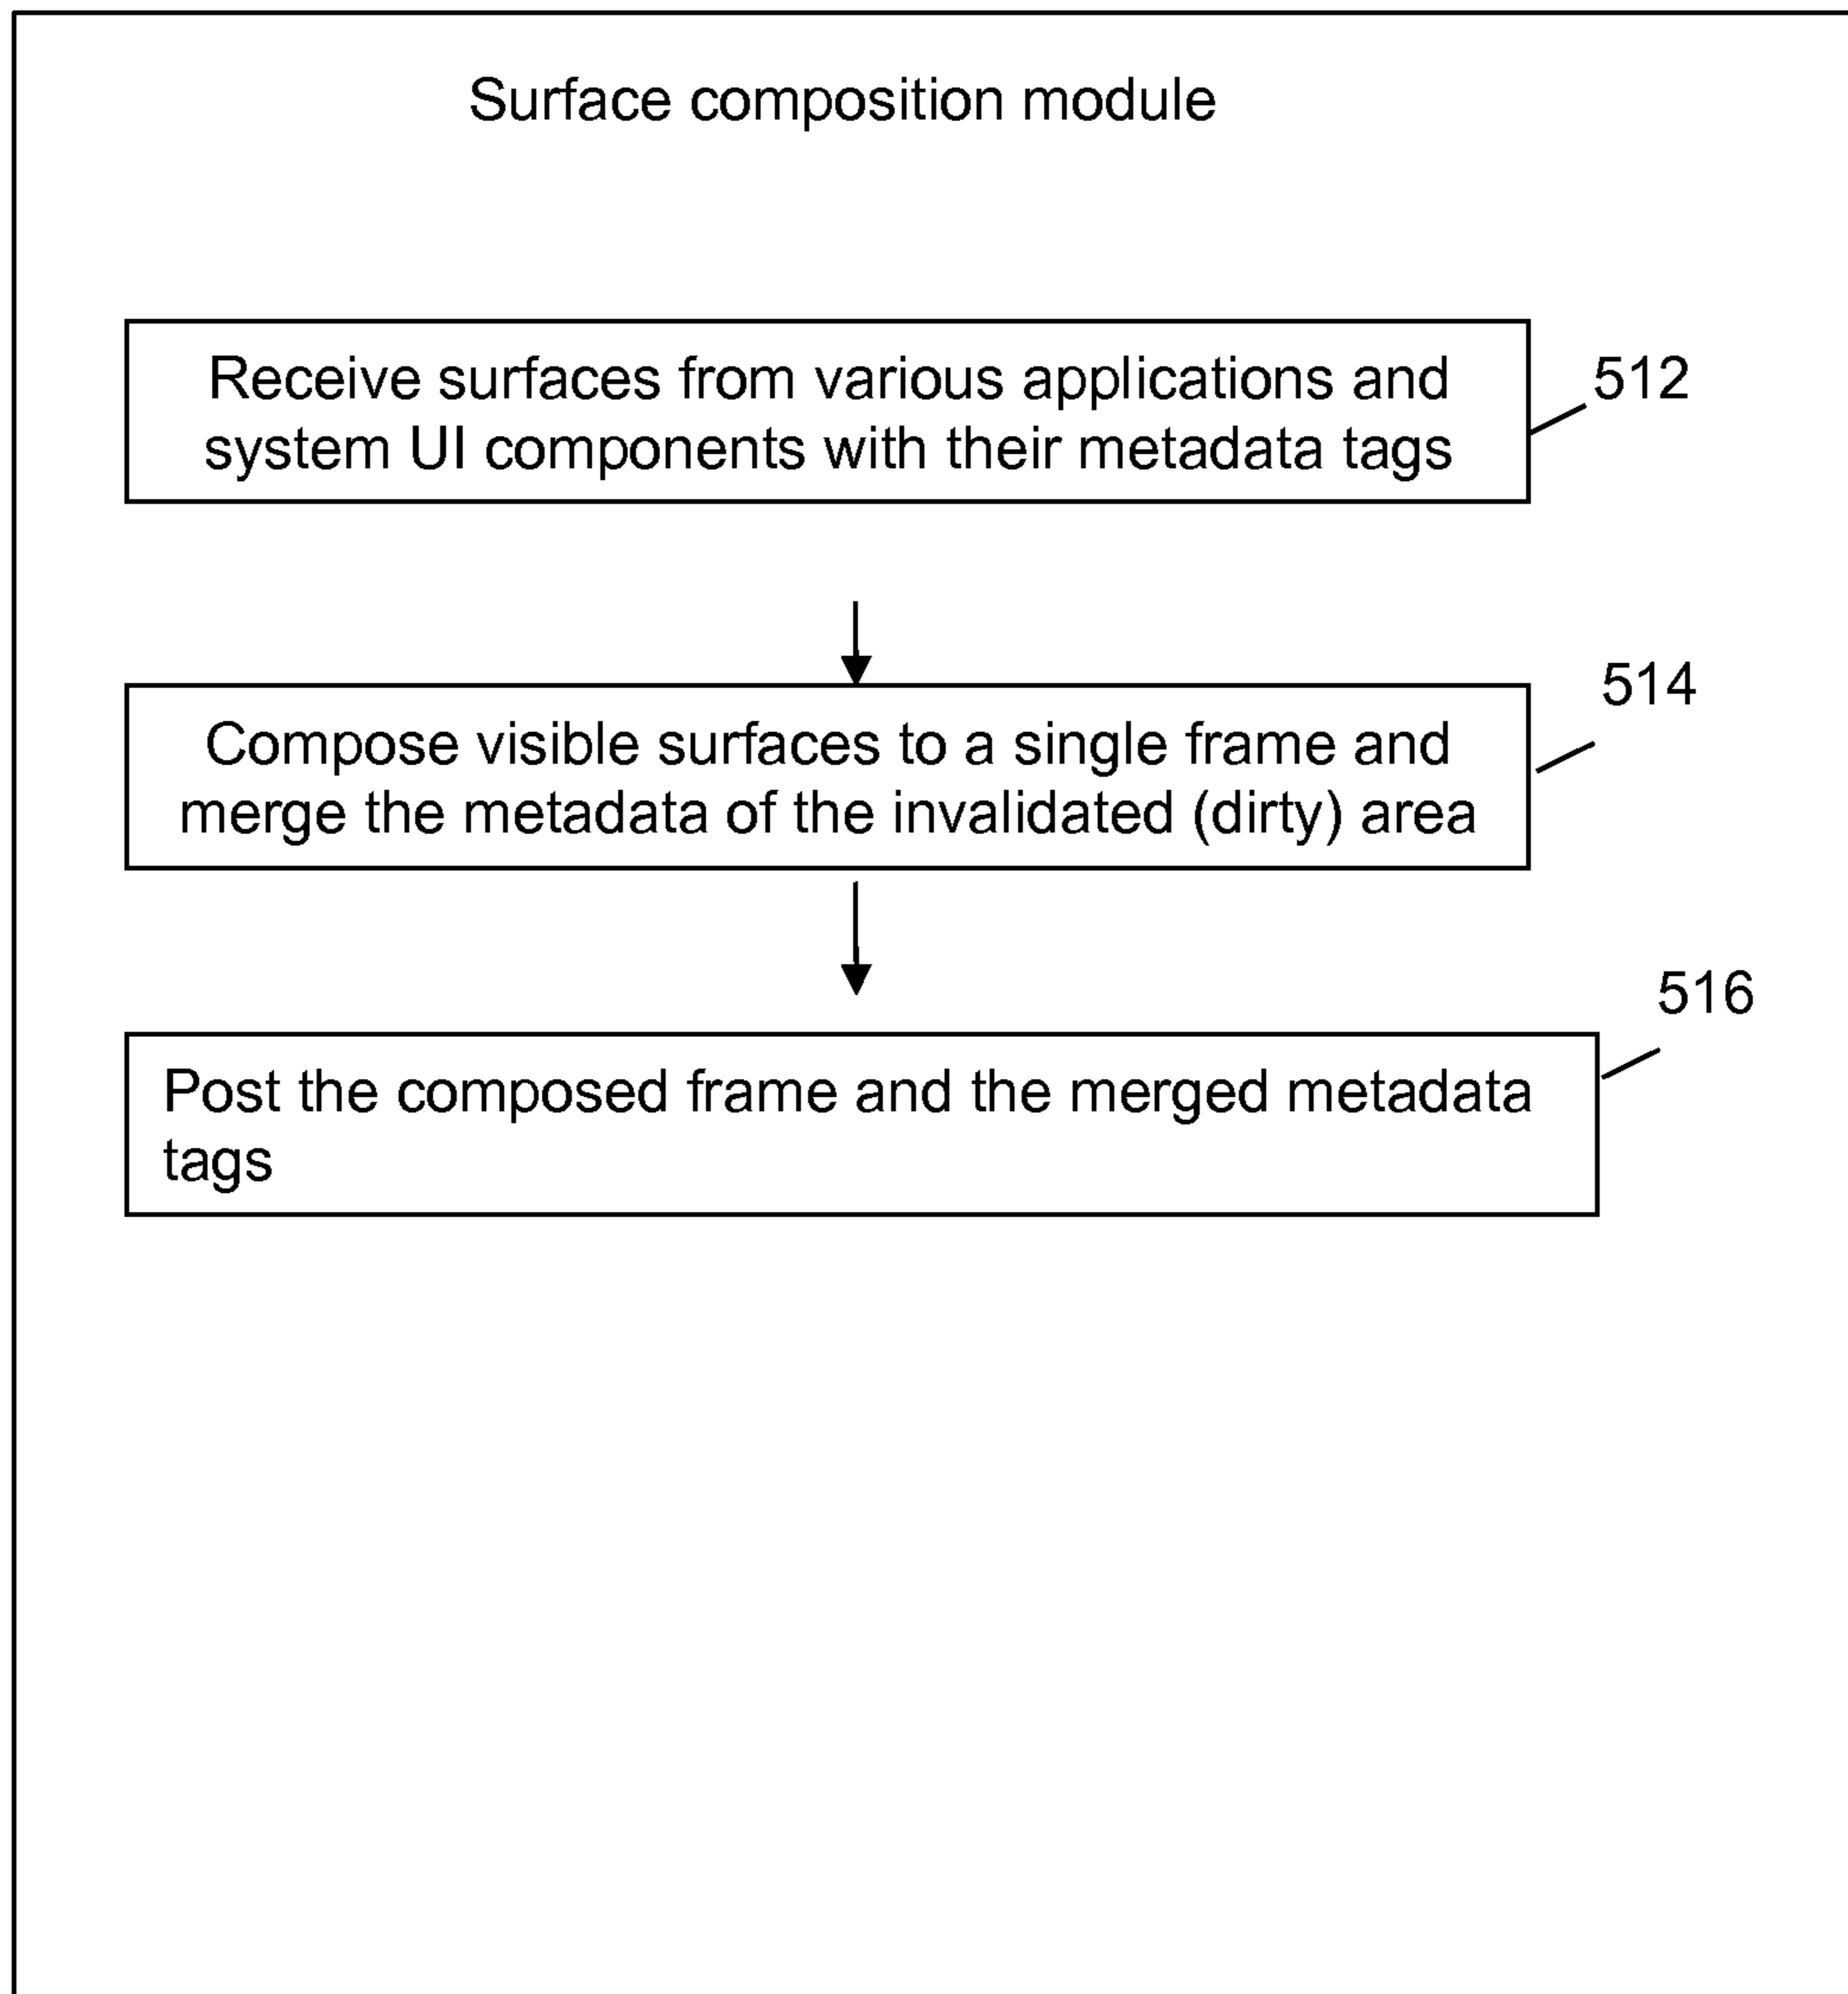 Surface composition module
Receive surfaces from various applications and
system UI components with their metadata tags
512
514
Compose visible surfaces to a single frame and
merge the metadata of the invalidated (dirty) area
516
Post the composed frame and the merged metadata
tags